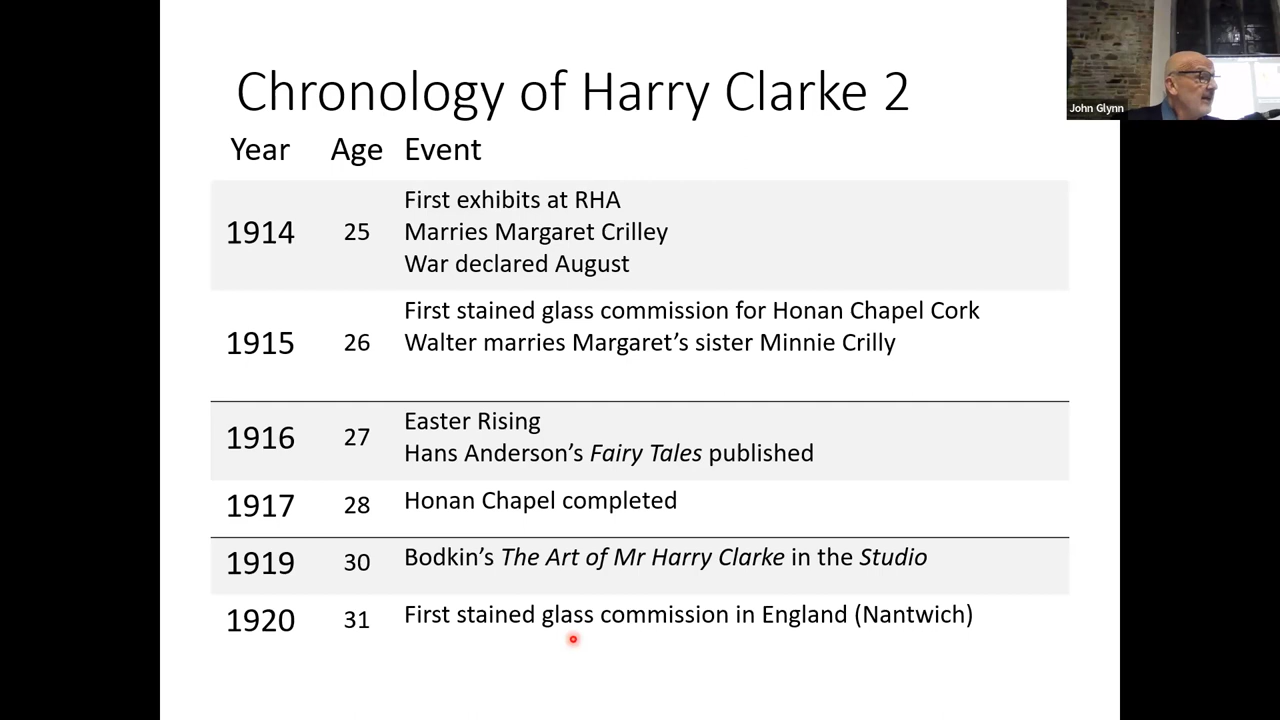 Chronology of Harry Clarke 2
John Glynn
Year Age Event
1914 25 First exhibits at RHA
Marries Margaret Crilley
War declared August
1915 26 First stained glass commission for Honan Chapel Cork
Walter marries Margaret’s sister Minnie Crilly
1916 27 Easter Rising
Hans Anderson’s Fairy Tales published
1917 28 Honan Chapel completed
1919 30 Bodkin’s The Art of Mr Harry Clarke in the Studio
1920 31 First stained glass commission in England (Nantwich)